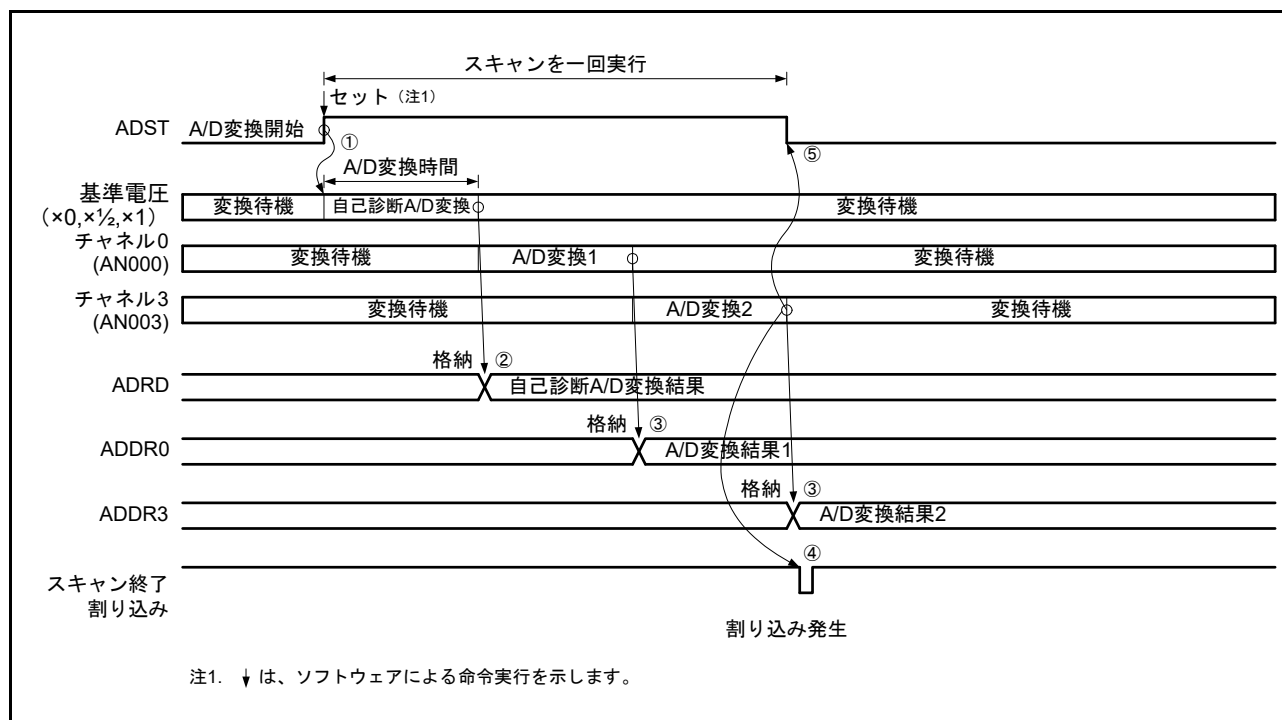 スキャンを一回実行
セット（注1）
ADST
A/D変換開始
①
⑤
A/D変換時間
基準電圧
（×0,×½,×1）
変換待機
自己診断A/D変換
変換待機
チャネル0
(AN000)
変換待機
A/D変換1
変換待機
チャネル3
(AN003)
変換待機
A/D変換2
変換待機
格納 ②
ADRD
自己診断A/D変換結果
格納 ③
ADDR0
A/D変換結果1
格納 ③
ADDR3
A/D変換結果2
④
スキャン終了
割り込み
割り込み発生
注1. ↓ は、ソフトウェアによる命令実行を示します。